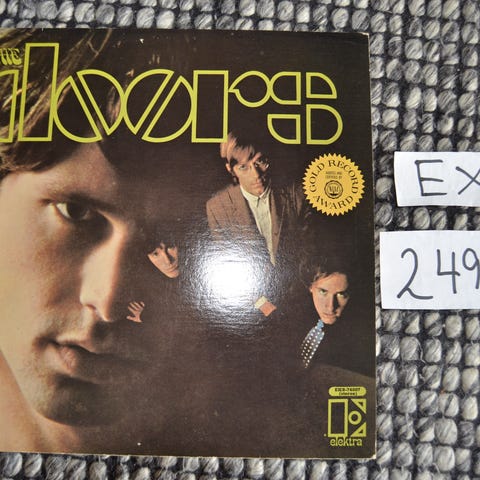 THE
doors
GOLD RECORD
AWARD
EX
249
EKS-74007
(stereo)
elektra